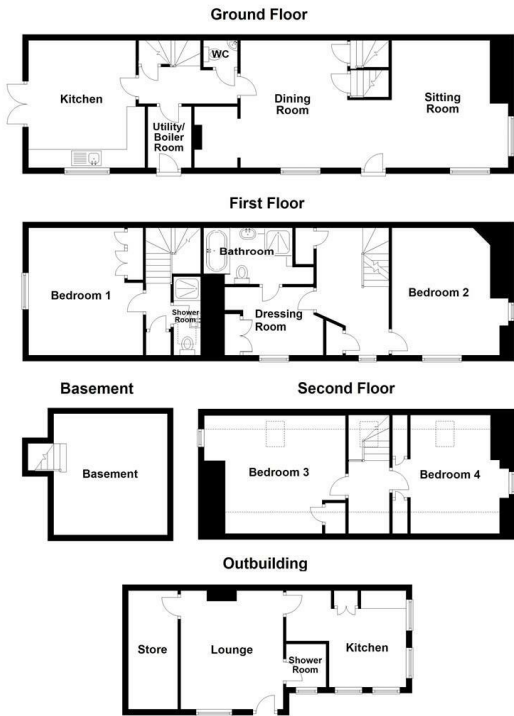 Ground Floor
WC
Kitchen
Dining
Room
Sitting
Room
Utility/
Boiler
Room
First Floor
Bathroom
Bedroom 1
Shower
Room
Dressing
Room
Bedroom 2
Basement
Second Floor
Basement
Bedroom 3
Bedroom 4
Outbuilding
Store
Lounge
Kitchen
Shower
Room